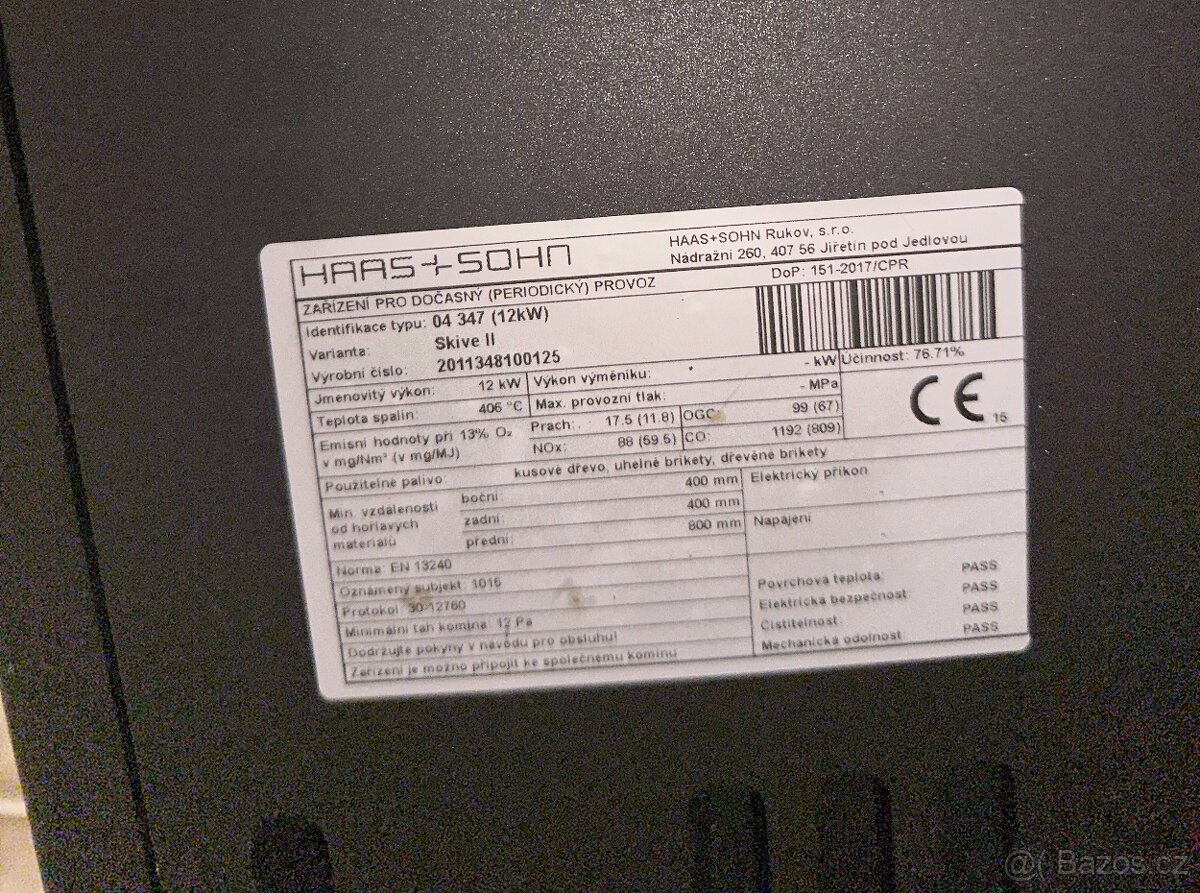 HAAS+SOHN
HAAS+SOHN Rukov, s.r.o.
Nádražní 260, 407 56 Jiřetín pod Jedlovou
ZAŘÍZENÍ PRO DOČASNÝ (PERIODICKÝ) PROVOZ
DoP: 151-2017/CPR
Identifikace typu: 04 347 (12kW)
Varianta: Skive II
Výrobní číslo: 2011348100125
Jmenovitý výkon: 12 kW
Výkon výměníku: - kW
Účinnost: 76.71%
Teplota spalin: 406 °C
Max. provozní tlak: - MPa
Emisní hodnoty při 13% O₂
v mg/Nm³ (v mg/MJ)
Prach: 17.5 (11.8) OGC: 99 (67)
NOx: 88 (59.5) CO: 1192 (809)
CE 15
Použitelné palivo: kusové dřevo, uhelné brikety, dřevěné brikety
Min. vzdálenosti
od hořlavých
materiálů
boční: 400 mm
zadní: 400 mm
přední: 800 mm
Elektrický příkon
Napájení
Norma: EN 13240
Oznámený subjekt: 1015
Protokol: 30-12760
Minimální tah komína: 12 Pa
Dodržujte pokyny v návodu pro obsluhu!
Zařízení je možno připojit ke společnému komínu
Povrchová teplota: PASS
Elektrická bezpečnost: PASS
Čistitelnost: PASS
Mechanická odolnost: PASS
@( Bazos.cz